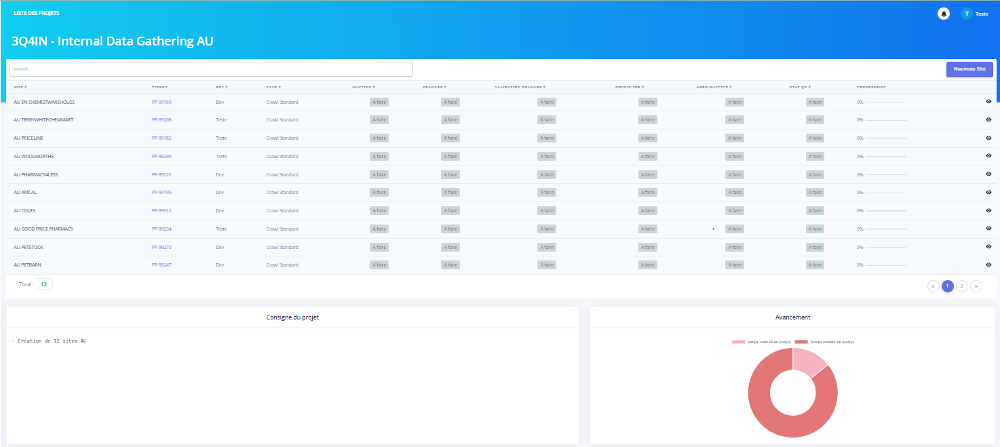 LISTE DES PROJETS
T Teste
3Q4IN - Internal Data Gathering AU
search
Nouveau Site
SITE TICKET DEV TYPE MAPPING CRAWLER VALIDATION CRAWLER CONFIG JOB ARBO/MAPPING ETAT QC PROGRESSION
AU EN CHEMISTWAREHOUSE PP-99169 Dev Crawl Standard A faire A faire A faire A faire A faire A faire 0%
AU TERRYWHITECHEMMART PP-99208 Teste Crawl Standard A faire A faire A faire A faire A faire A faire 0%
AU PRICELINE PP-99182 Teste Crawl Standard A faire A faire A faire A faire A faire A faire 0%
AU WOOLWORTHS PP-99299 Teste Crawl Standard A faire A faire A faire A faire A faire A faire 0%
AU PHARMACY4LESS PP-99221 Dev Crawl Standard A faire A faire A faire A faire A faire A faire 0%
AU AMCAL PP-99195 Dev Crawl Standard A faire A faire A faire A faire A faire A faire 0%
AU COLES PP-99312 Dev Crawl Standard A faire A faire A faire A faire A faire A faire 0%
AU GOOD PRICE PHARMACY PP-99234 Teste Crawl Standard A faire A faire A faire A faire A faire A faire 0%
AU PETSTOCK PP-99273 Dev Crawl Standard A faire A faire A faire A faire A faire A faire 0%
AU PETBARN PP-99247 Dev Crawl Standard A faire A faire A faire A faire A faire A faire 0%
Total: 12
1 2
Consigne du projet
- Création de 12 sites AU
Avancement
Temps cumulé en jour(s) Temps restant en jour(s)